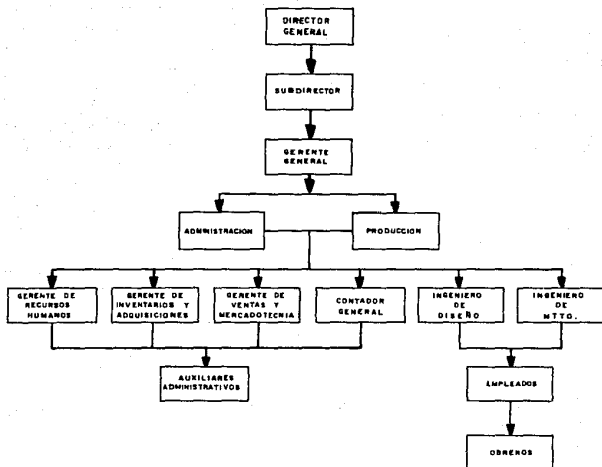 DIRECTOR
GENERAL
SUBDIRECTOR
GERENTE
GENERAL
ADMINISTRACION
PRODUCCION
GERENTE DE
RECURSOS
HUMANOS
GERENTE DE
INVENTARIOS Y
ADQUISICIONES
GERENTE DE
VENTAS Y
MERCADOTECNIA
CONTADOR
GENERAL
INGENIERO
DE
DISEÑO
INGENIERO
DE
MTTO.
AUXILIARES
ADMINISTRATIVOS
EMPLEADOS
OBREROS